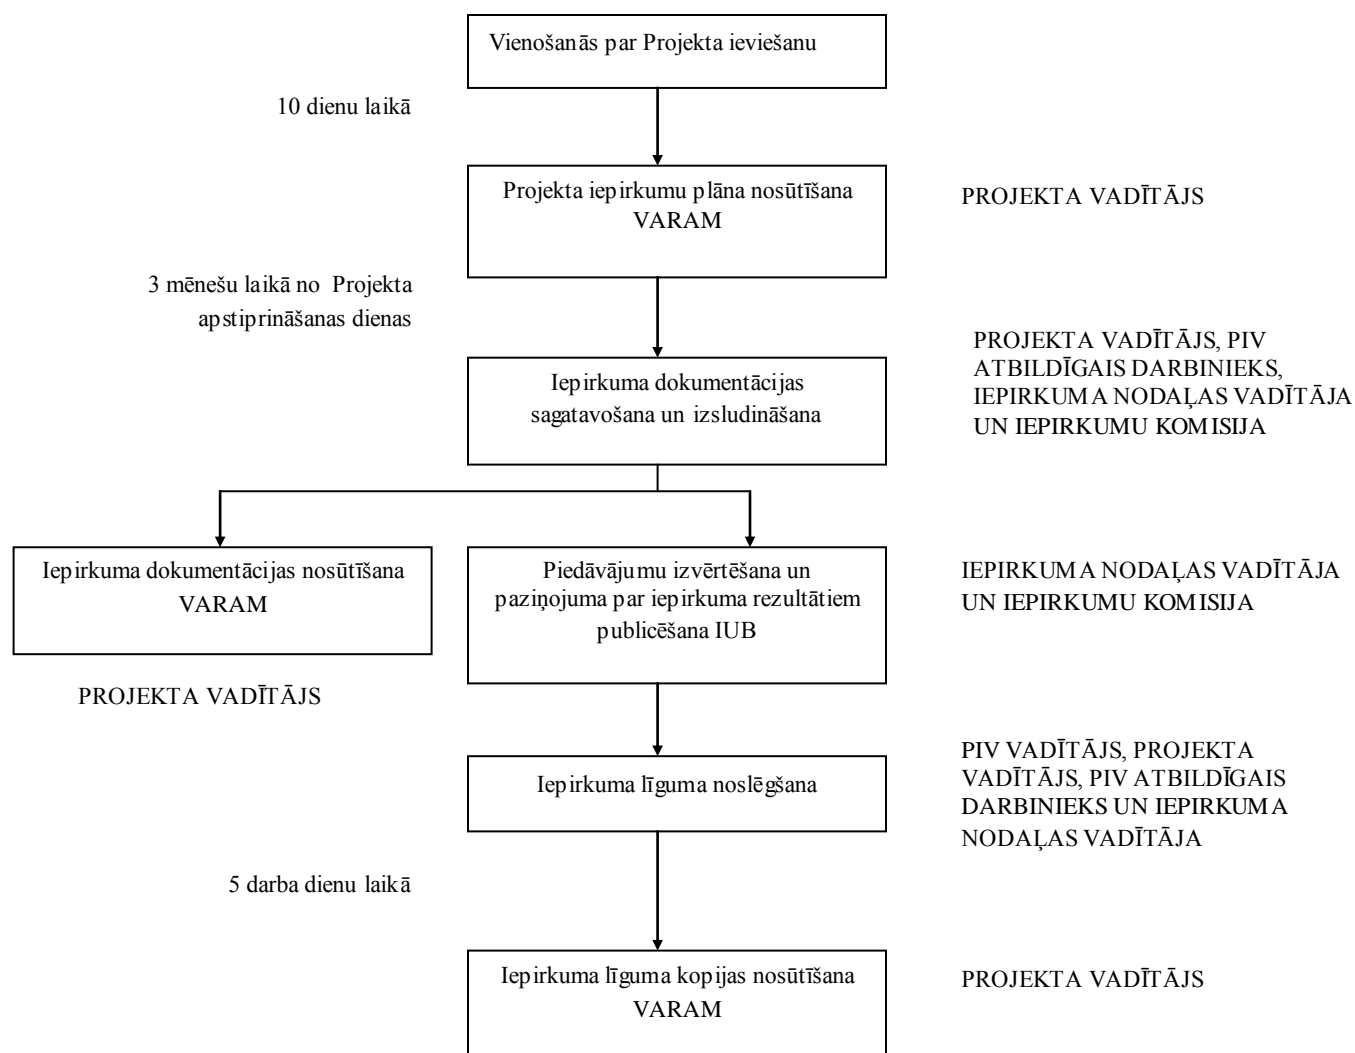 Vienošanās par Projekta ieviešanu
10 dienu laikā
Projekta iepirkumu plāna nosūtīšana
VARAM
PROJEKTA VADĪTĀJS
3 mēnešu laikā no Projekta
apstiprināšanas dienas
Iepirkuma dokumentācijas
sagatavošana un izsludināšana
PROJEKTA VADĪTĀJS, PIV
ATBILDĪGAIS DARBINIEKS,
IEPIRKUMA NODAĻAS VADĪTĀJA
UN IEPIRKUMU KOMISIJA
Iepirkuma dokumentācijas nosūtīšana
VARAM
PROJEKTA VADĪTĀJS
Piedāvājumu izvērtēšana un
paziņojuma par iepirkuma rezultātiem
publicēšana IUB
IEPIRKUMA NODAĻAS VADĪTĀJA
UN IEPIRKUMU KOMISIJA
Iepirkuma līguma noslēgšana
PIV VADĪTĀJS, PROJEKTA
VADĪTĀJS, PIV ATBILDĪGAIS
DARBINIEKS UN IEPIRKUMA
NODAĻAS VADĪTĀJA
5 darba dienu laikā
Iepirkuma līguma kopijas nosūtīšana
VARAM
PROJEKTA VADĪTĀJS